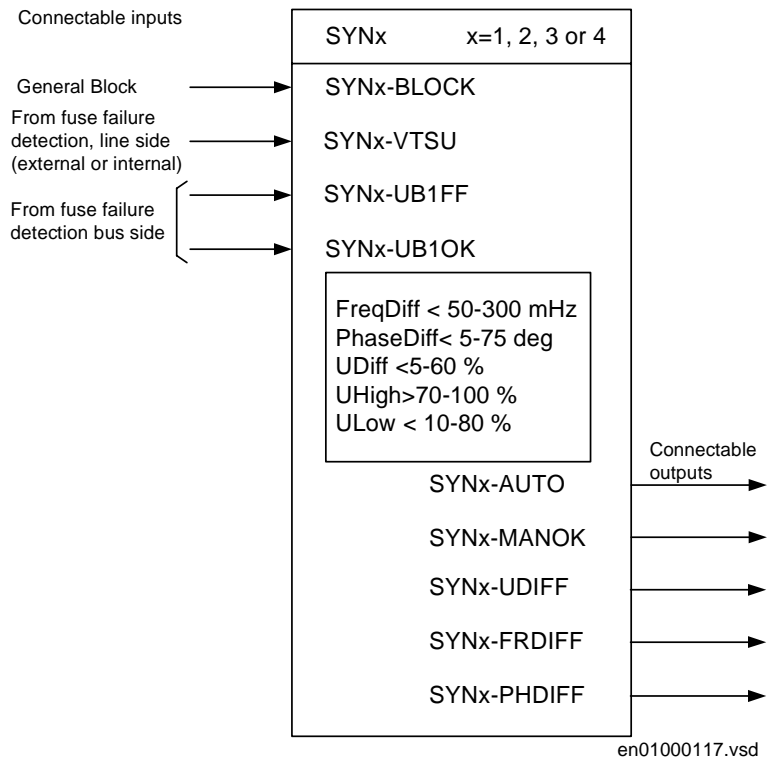 Connectable inputs
SYNx x=1, 2, 3 or 4
General Block
SYNx-BLOCK
From fuse failure
detection, line side
(external or internal)
SYNx-VTSU
SYNx-UB1FF
From fuse failure
detection bus side
SYNx-UB1OK
FreqDiff < 50-300 mHz
PhaseDiff< 5-75 deg
UDiff <5-60 %
UHigh>70-100 %
ULow < 10-80 %
Connectable
outputs
SYNx-AUTO
SYNx-MANOK
SYNx-UDIFF
SYNx-FRDIFF
SYNx-PHDIFF
en01000117.vsd